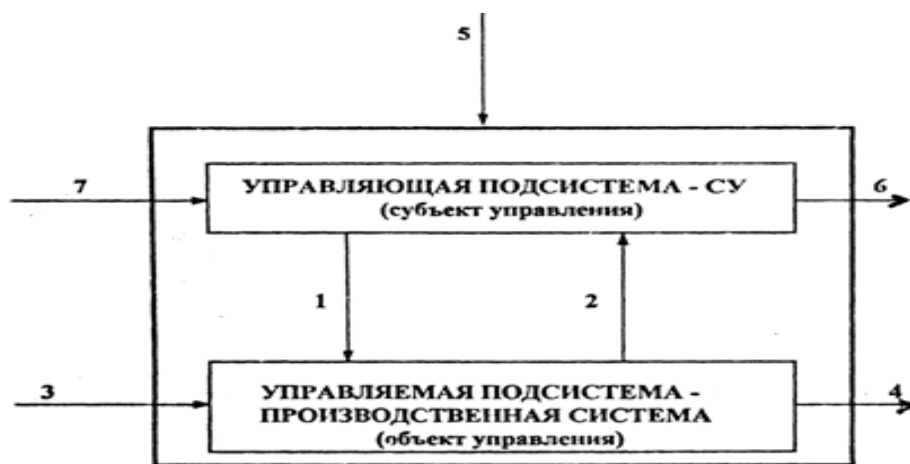 5
7
УПРАВЛЯЮЩАЯ ПОДСИСТЕМА - СУ
(субъект управления)
6
1
2
3
УПРАВЛЯЕМАЯ ПОДСИСТЕМА -
ПРОИЗВОДСТВЕННАЯ СИСТЕМА
(объект управления)
4